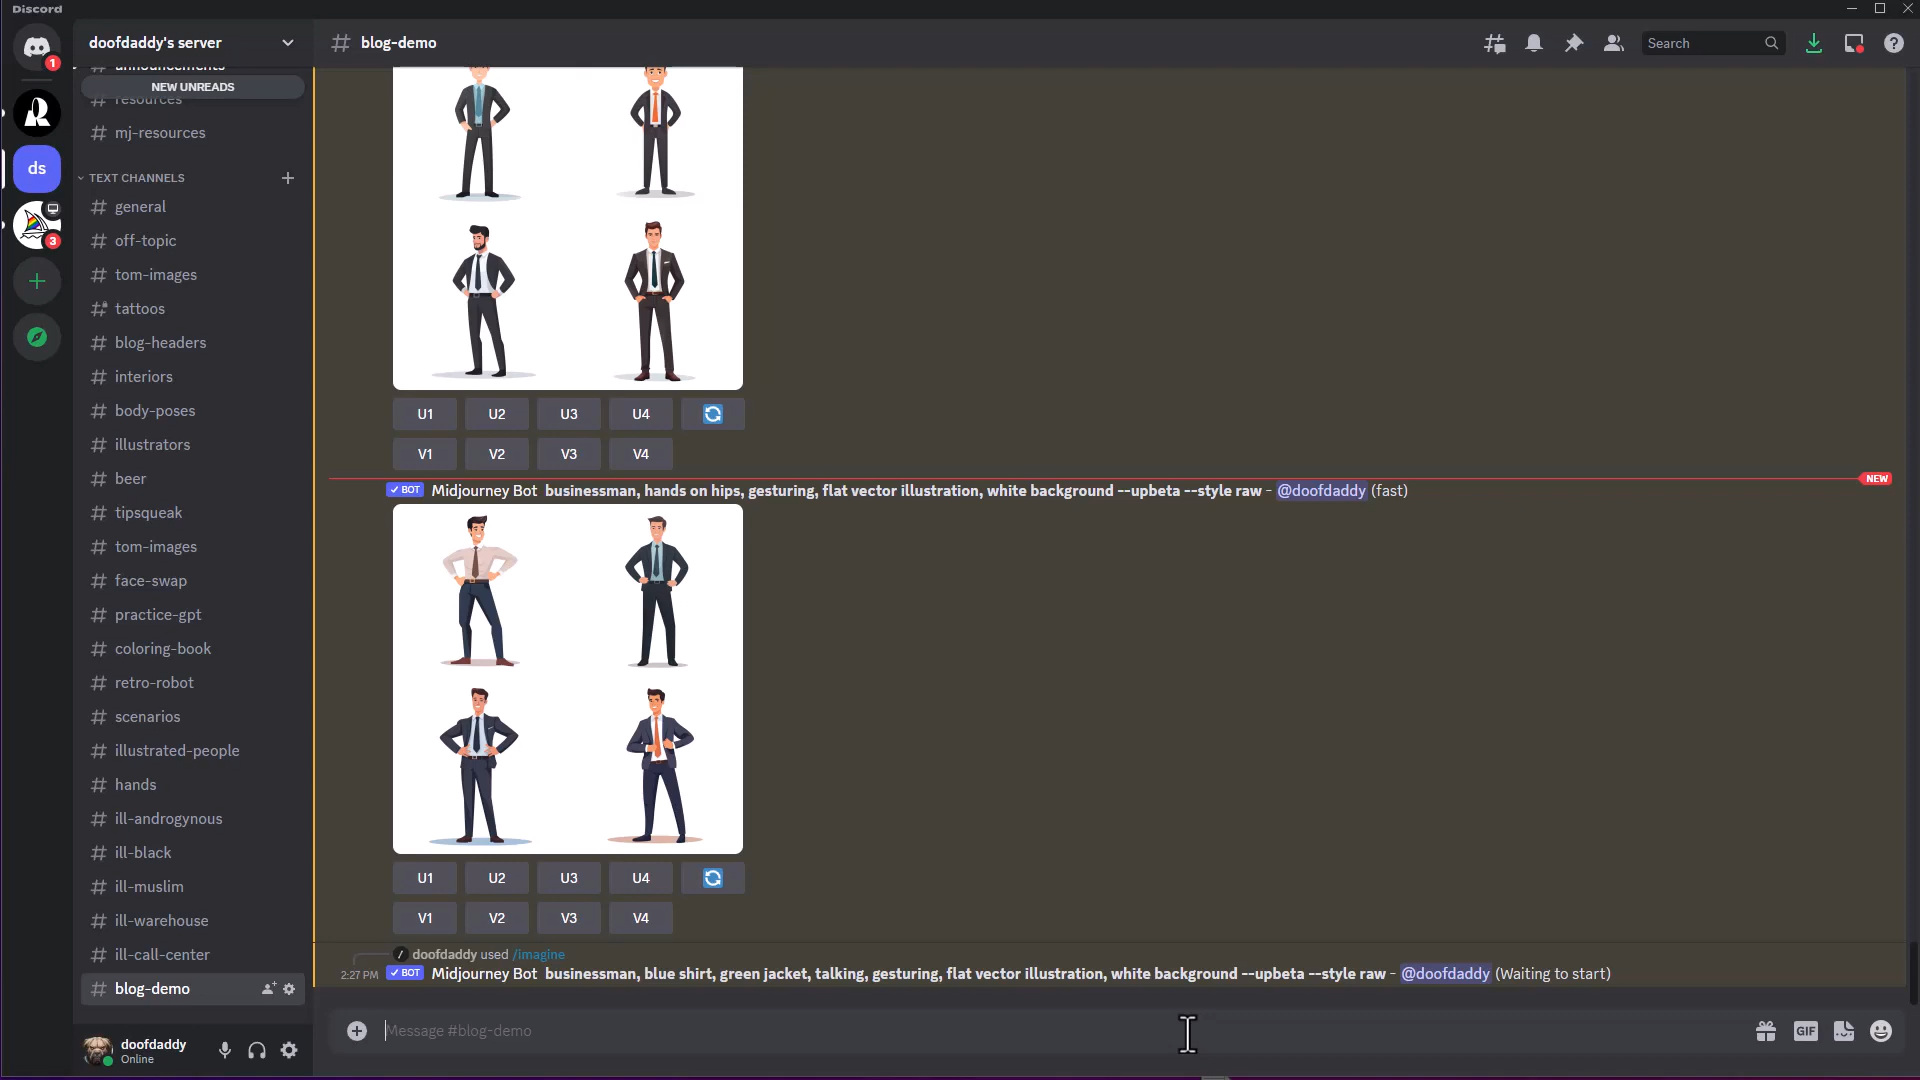 Discord
doofdaddy's server
announcements
NEW UNREADS
resources
mj-resources
TEXT CHANNELS
general
off-topic
tom-images
tattoos
blog-headers
interiors
body-poses
illustrators
beer
tipsqueak
tom-images
face-swap
practice-gpt
coloring-book
retro-robot
scenarios
illustrated-people
hands
ill-androgynous
ill-black
ill-muslim
ill-warehouse
ill-call-center
blog-demo
doofdaddy
Online
1
ds
3
# blog-demo
Search
U1 U2 U3 U4
V1 V2 V3 V4
NEW
✓ BOT Midjourney Bot businessman, hands on hips, gesturing, flat vector illustration, white background --upbeta --style raw - @doofdaddy (fast)
U1 U2 U3 U4
V1 V2 V3 V4
doofdaddy used /imagine
2:27 PM ✓ BOT Midjourney Bot businessman, blue shirt, green jacket, talking, gesturing, flat vector illustration, white background --upbeta --style raw - @doofdaddy (Waiting to start)
Message #blog-demo
GIF